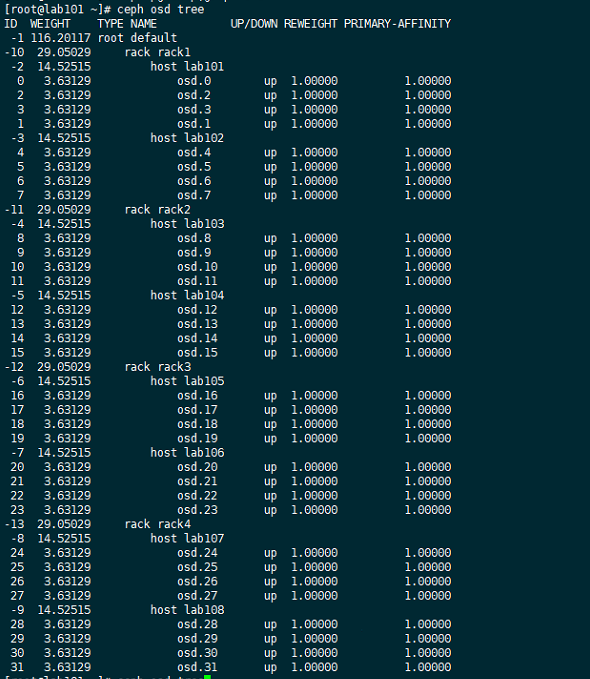 [root@lab101 ~]# ceph osd tree
ID WEIGHT TYPE NAME UP/DOWN REWEIGHT PRIMARY-AFFINITY
-1 116.20117 root default
-10 29.05029 rack rack1
-2 14.52515 host lab101
0 3.63129 osd.0 up 1.00000 1.00000
2 3.63129 osd.2 up 1.00000 1.00000
3 3.63129 osd.3 up 1.00000 1.00000
1 3.63129 osd.1 up 1.00000 1.00000
-3 14.52515 host lab102
4 3.63129 osd.4 up 1.00000 1.00000
5 3.63129 osd.5 up 1.00000 1.00000
6 3.63129 osd.6 up 1.00000 1.00000
7 3.63129 osd.7 up 1.00000 1.00000
-11 29.05029 rack rack2
-4 14.52515 host lab103
8 3.63129 osd.8 up 1.00000 1.00000
9 3.63129 osd.9 up 1.00000 1.00000
10 3.63129 osd.10 up 1.00000 1.00000
11 3.63129 osd.11 up 1.00000 1.00000
-5 14.52515 host lab104
12 3.63129 osd.12 up 1.00000 1.00000
13 3.63129 osd.13 up 1.00000 1.00000
14 3.63129 osd.14 up 1.00000 1.00000
15 3.63129 osd.15 up 1.00000 1.00000
-12 29.05029 rack rack3
-6 14.52515 host lab105
16 3.63129 osd.16 up 1.00000 1.00000
17 3.63129 osd.17 up 1.00000 1.00000
18 3.63129 osd.18 up 1.00000 1.00000
19 3.63129 osd.19 up 1.00000 1.00000
-7 14.52515 host lab106
20 3.63129 osd.20 up 1.00000 1.00000
21 3.63129 osd.21 up 1.00000 1.00000
22 3.63129 osd.22 up 1.00000 1.00000
23 3.63129 osd.23 up 1.00000 1.00000
-13 29.05029 rack rack4
-8 14.52515 host lab107
24 3.63129 osd.24 up 1.00000 1.00000
25 3.63129 osd.25 up 1.00000 1.00000
26 3.63129 osd.26 up 1.00000 1.00000
27 3.63129 osd.27 up 1.00000 1.00000
-9 14.52515 host lab108
28 3.63129 osd.28 up 1.00000 1.00000
29 3.63129 osd.29 up 1.00000 1.00000
30 3.63129 osd.30 up 1.00000 1.00000
31 3.63129 osd.31 up 1.00000 1.00000